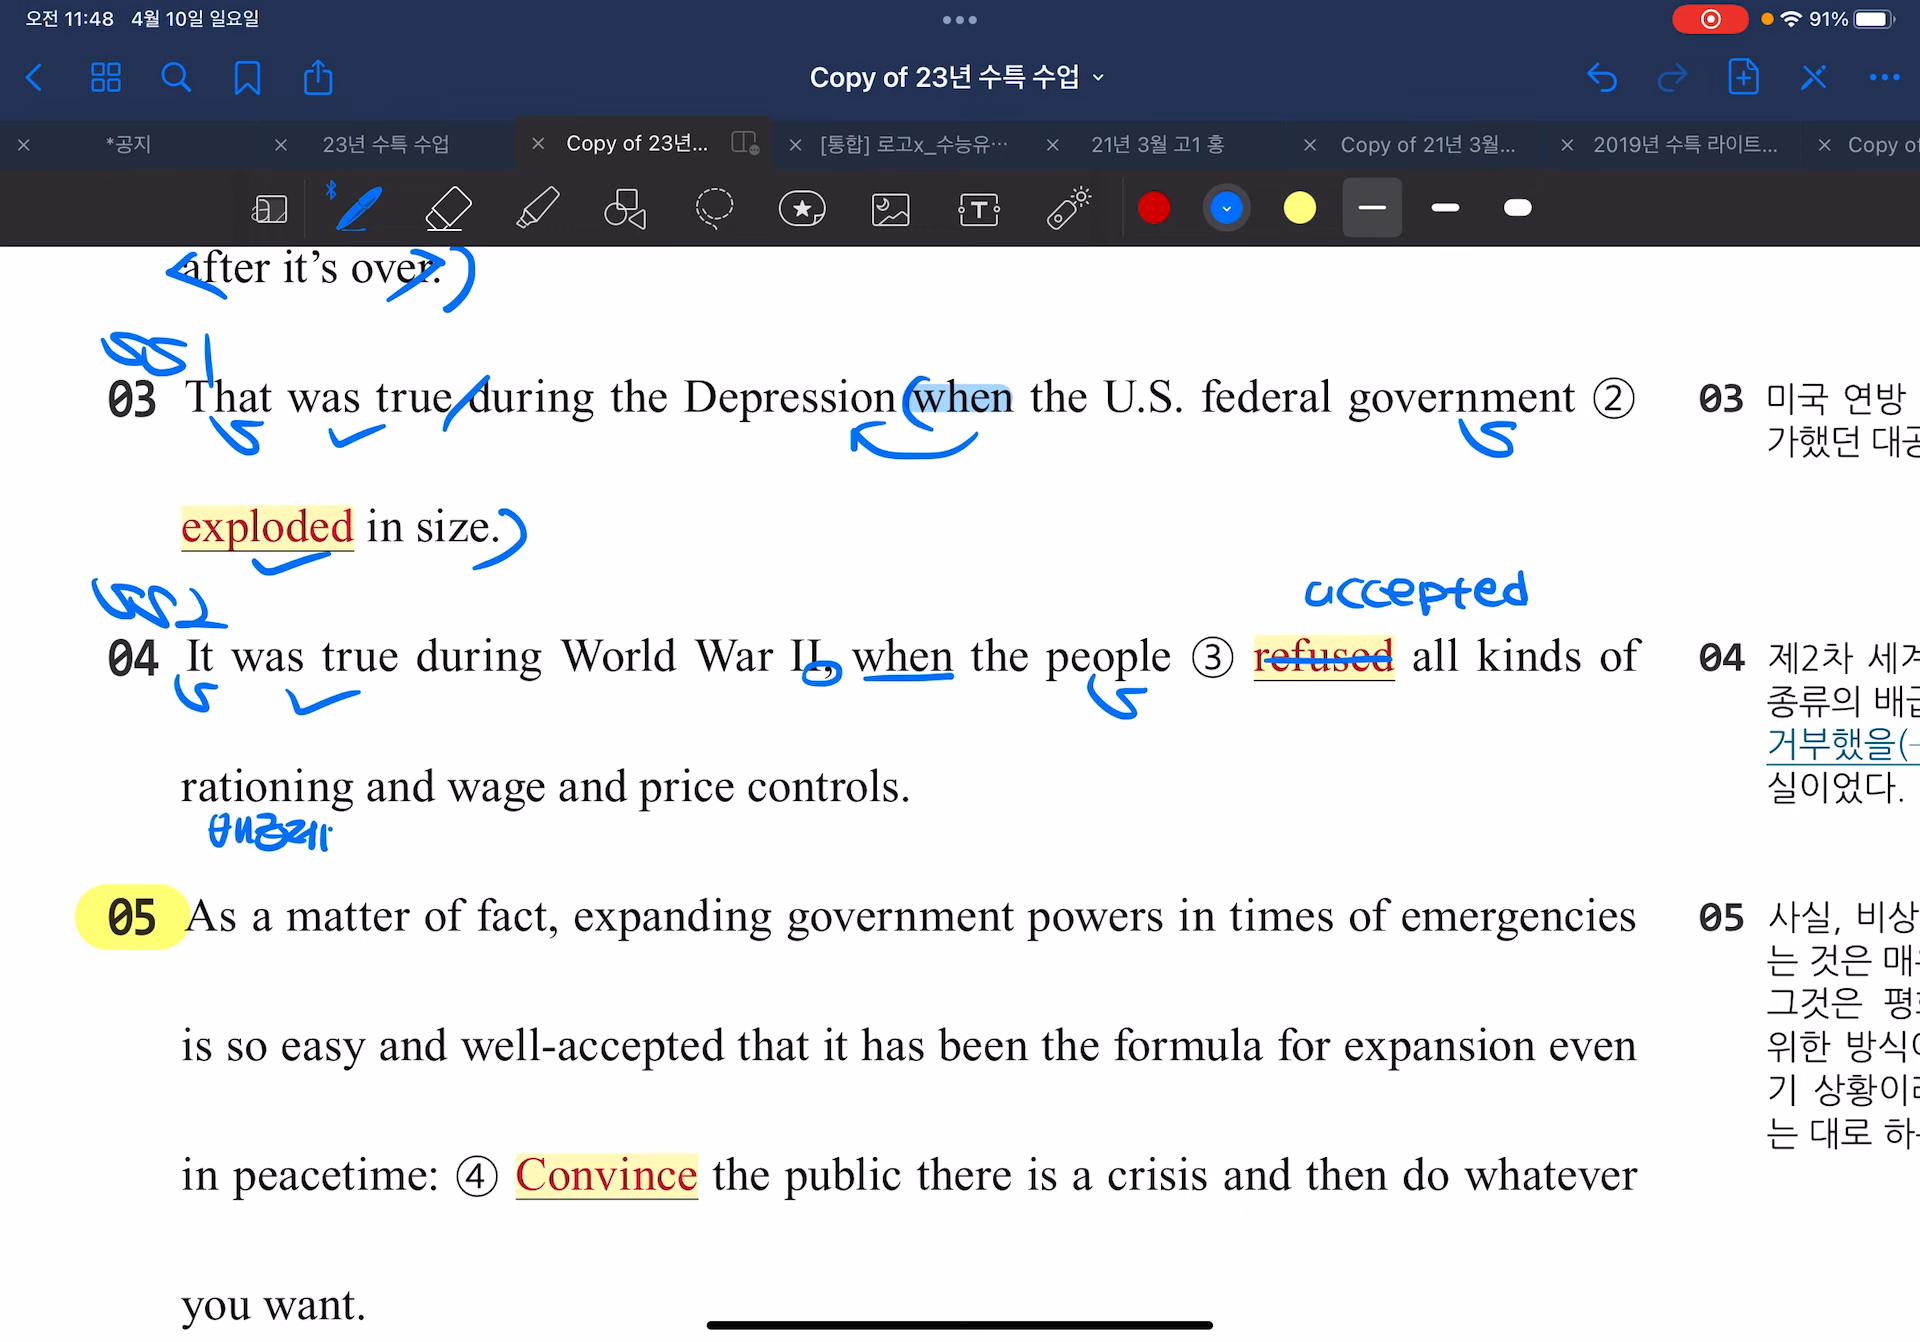 오전 11:48 4월 10일 일요일
91%
Copy of 23년 수특 수업
*공지
23년 수특 수업
Copy of 23년...
[통합] 로고x_수능유…
21년 3월 고1 홍
Copy of 21년 3월...
2019년 수특 라이트...
Copy of
after it's over.
03 That was true during the Depression when the U.S. federal government ②
exploded in size.
accepted
04 It was true during World War II, when the people ③ refused all kinds of
rationing and wage and price controls.
배급제
05 As a matter of fact, expanding government powers in times of emergencies
is so easy and well-accepted that it has been the formula for expansion even
in peacetime: ④ Convince the public there is a crisis and then do whatever
you want.
03 미국 연방
가했던 대공
04 제2차 세계
종류의 배급
거부했을(
실이었다.
05 사실, 비상
는 것은 매우
그것은 평화
위한 방식이
기 상황이라
는 대로 하